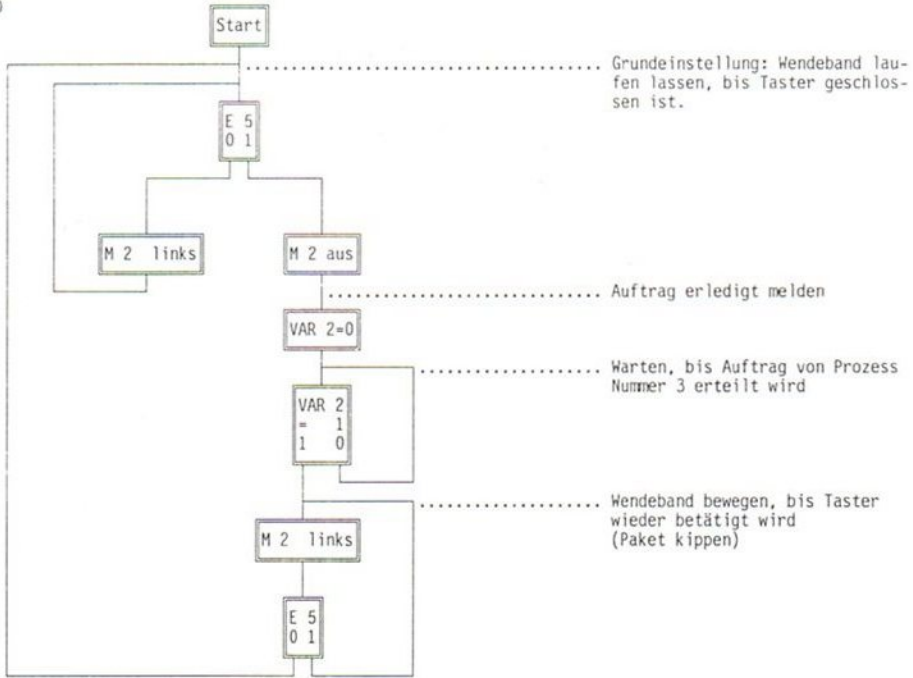 )
Start
Grundeinstellung: Wendeband lau-
fen lassen, bis Taster geschlos-
sen ist.
E 5
0 1
M 2 links
M 2 aus
Auftrag erledigt melden
VAR 2=0
Warten, bis Auftrag von Prozess
Nummer 3 erteilt wird
VAR 2
= 1
1 0
Wendeband bewegen, bis Taster
wieder betätigt wird
(Paket kippen)
M 2 links
E 5
0 1